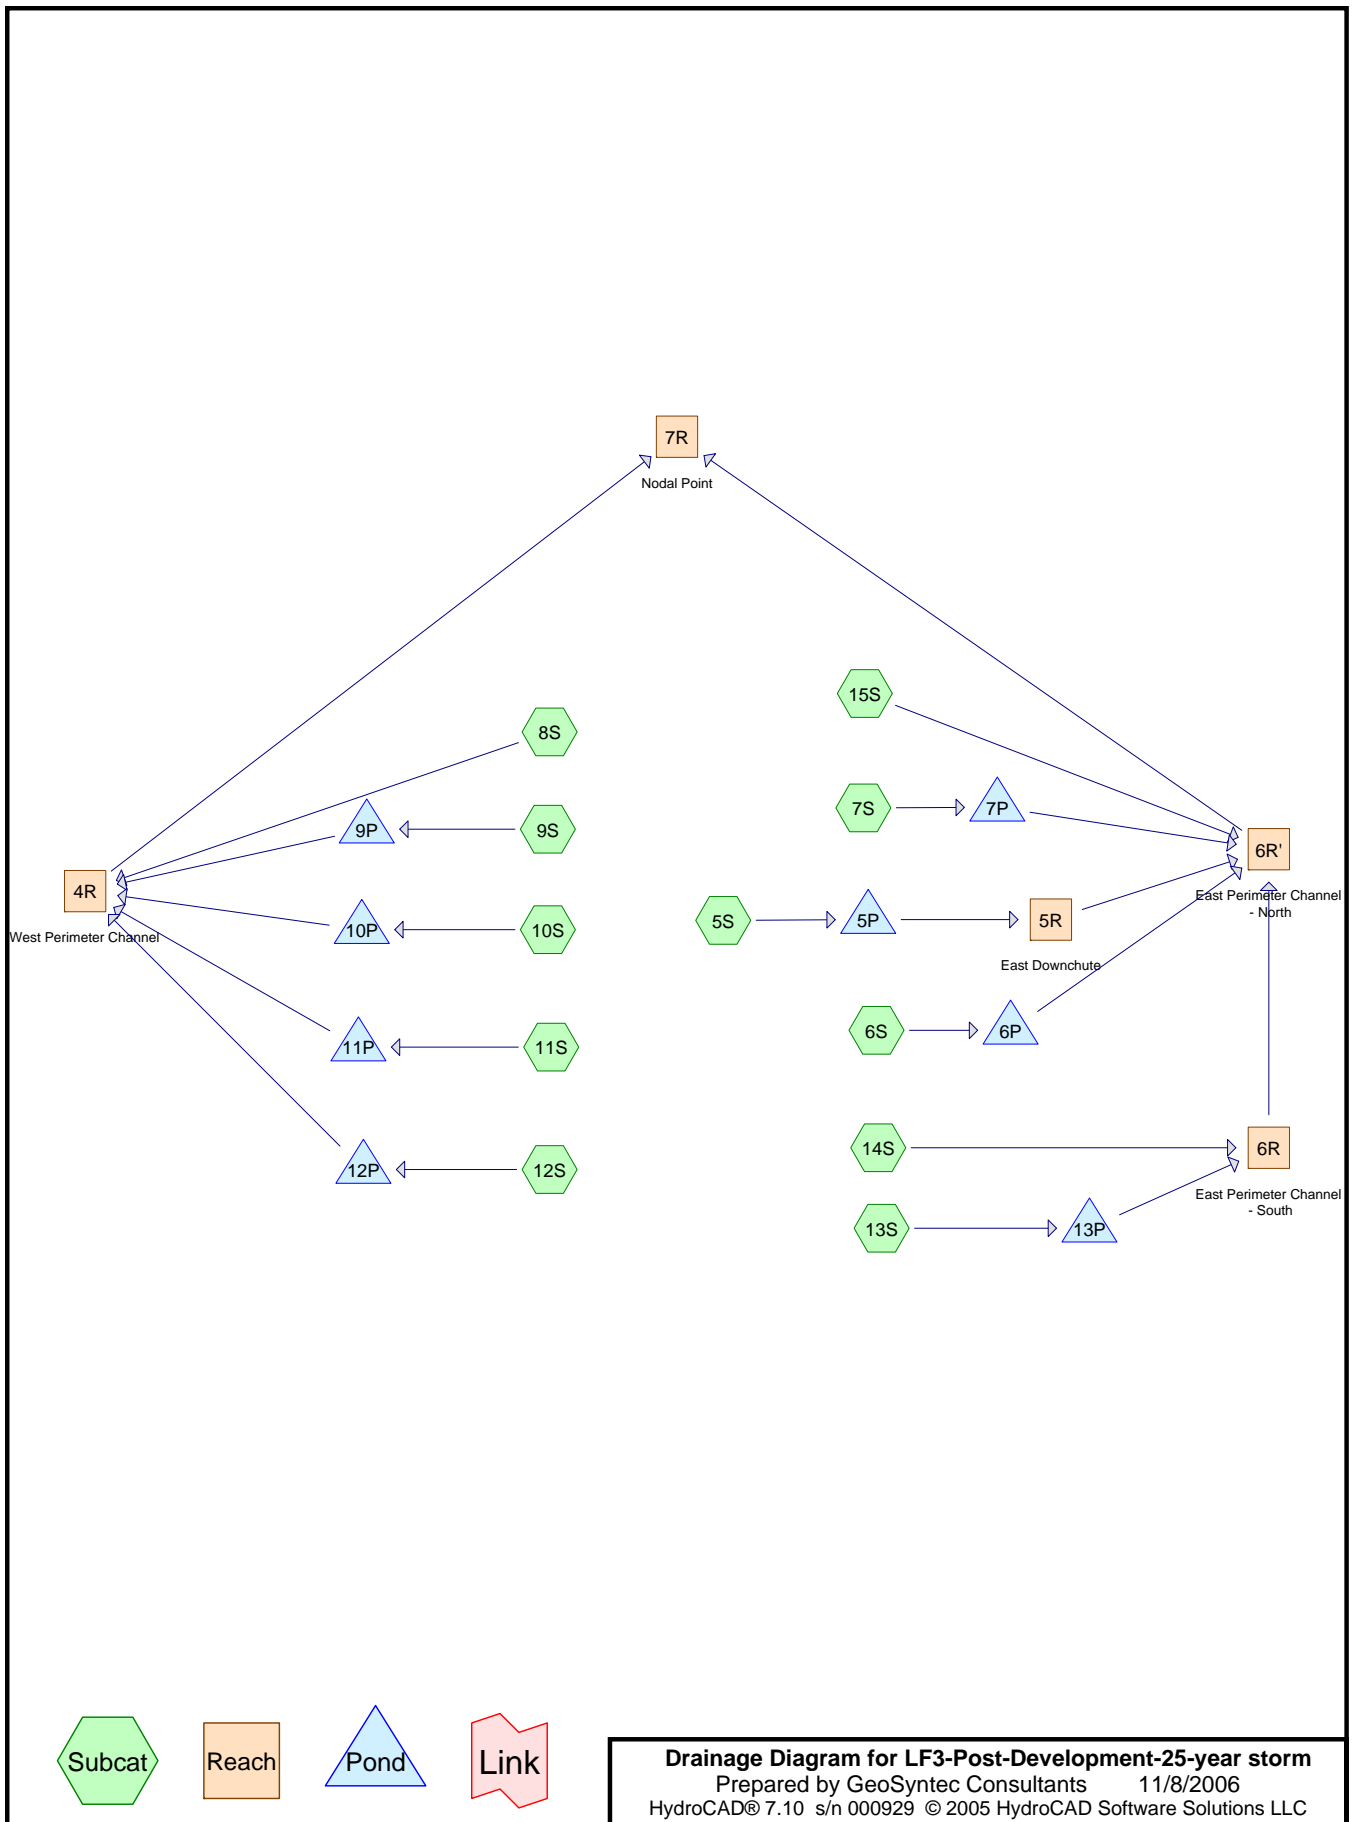 7R
Nodal Point
15S
8S
7S
7P
9P
9S
6R'
East Perimeter Channel
- North
4R
West Perimeter Channel
10P
10S
5S
5P
5R
East Downchute
6S
6P
11P
11S
14S
6R
East Perimeter Channel
- South
12P
12S
13S
13P
Subcat
Reach
Pond
Link
Drainage Diagram for LF3-Post-Development-25-year storm
Prepared by GeoSyntec Consultants 11/8/2006
HydroCAD® 7.10 s/n 000929 © 2005 HydroCAD Software Solutions LLC